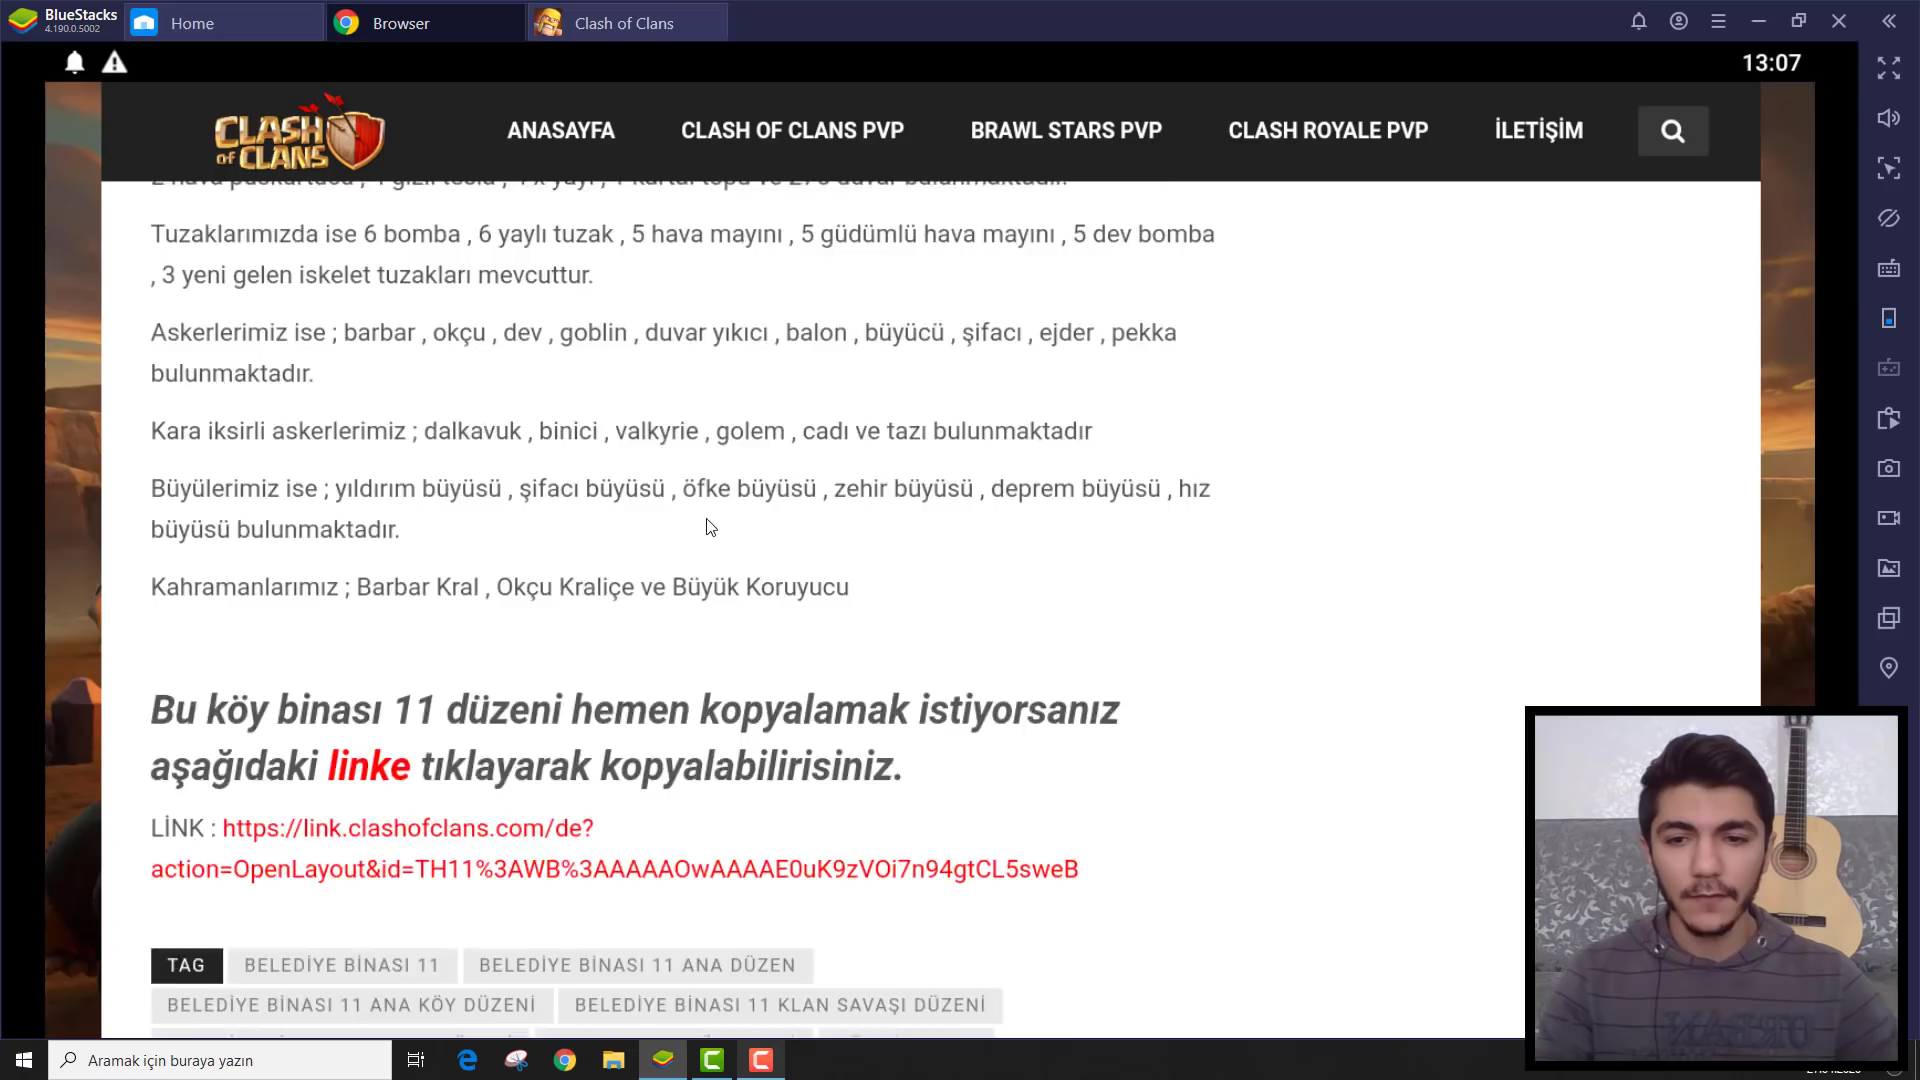 BlueStacks
4.190.0.5002
Home
Browser
Clash of Clans
13:07
CLASH
OF CLANS
ANASAYFA
CLASH OF CLANS PVP
BRAWL STARS PVP
CLASH ROYALE PVP
İLETİŞİM
Tuzaklarımızda ise 6 bomba , 6 yaylı tuzak , 5 hava mayını , 5 güdümlü hava mayını , 5 dev bomba
, 3 yeni gelen iskelet tuzakları mevcuttur.
Askerlerimiz ise ; barbar , okçu , dev , goblin , duvar yıkıcı , balon , büyücü , şifacı , ejder , pekka
bulunmaktadır.
Kara iksirli askerlerimiz ; dalkavuk , binici , valkyrie , golem , cadı ve tazı bulunmaktadır
Büyülerimiz ise ; yıldırım büyüsü , şifacı büyüsü , öfke büyüsü , zehir büyüsü , deprem büyüsü , hız
büyüsü bulunmaktadır.
Kahramanlarımız ; Barbar Kral , Okçu Kraliçe ve Büyük Koruyucu
Bu köy binası 11 düzeni hemen kopyalamak istiyorsanız
aşağıdaki linke tıklayarak kopyalabilirisiniz.
LİNK : https://link.clashofclans.com/de?
action=OpenLayout&id=TH11%3AWB%3AAAAAOwAAAAE0uK9zVOi7n94gtCL5sweB
TAG
BELEDİYE BİNASI 11
BELEDİYE BİNASI 11 ANA DÜZEN
BELEDİYE BİNASI 11 ANA KÖY DÜZENİ
BELEDİYE BİNASI 11 KLAN SAVAŞI DÜZENİ
Aramak için buraya yazın